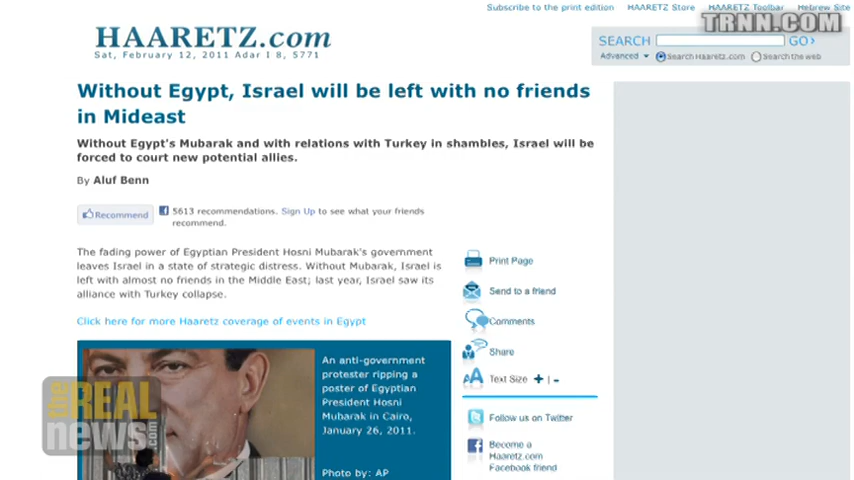 Subscribe to the print edition HAARETZ Store HAARETZ Toolbar Hebrew Site
TRNN.COM
HAARETZ.com
Sat, February 12, 2011 Adar I 8, 5771
SEARCH GO
Advanced Search Haaretz.com Search the web
Without Egypt, Israel will be left with no friends
in Mideast
Without Egypt's Mubarak and with relations with Turkey in shambles, Israel will be
forced to court new potential allies.
By Aluf Benn
Recommend
5613 recommendations. Sign Up to see what your friends
recommend.
The fading power of Egyptian President Hosni Mubarak's government
leaves Israel in a state of strategic distress. Without Mubarak, Israel is
left with almost no friends in the Middle East; last year, Israel saw its
alliance with Turkey collapse.
Click here for more Haaretz coverage of events in Egypt
Print Page
Send to a friend
Comments
Share
AA Text Size + | -
Follow us on Twitter
Become a
Haaretz.com
Facebook friend
An anti-government
protester ripping a
poster of Egyptian
President Hosni
Mubarak in Cairo,
January 26, 2011.
Photo by: AP
the REAL
news.com